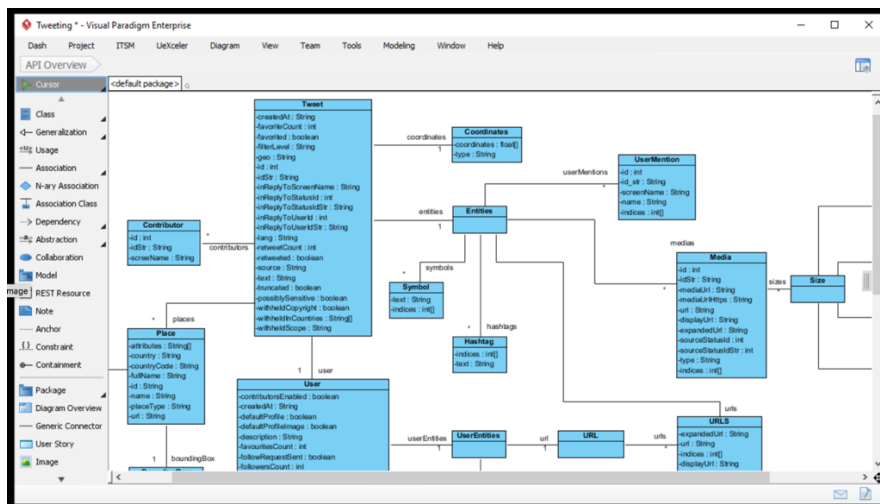 Tweeting * - Visual Paradigm Enterprise
Dash Project ITSM UeXceler Diagram View Team Tools Modeling Window Help
API Overview
Cursor
Class
Generalization
Usage
Association
N-ary Association
Association Class
Dependency
Abstraction
Collaboration
Model
mage
REST Resource
Note
Anchor
Constraint
Containment
Package
Diagram Overview
Generic Connector
User Story
Image
<default package>
Tweet
-createdAt : String
-favoriteCount : int
-favorited : boolean
-filterLevel : String
-geo : String
-id : int
-idStr : String
-inReplyToScreenName : String
-inReplyToStatusId : int
-inReplyToStatusIdStr : String
-inReplyToUserId : int
-inReplyToUserIdStr : String
-lang : String
-retweetCount : int
-retweeted : boolean
-source : String
-text : String
-truncated : boolean
-possiblySensitive : boolean
-withheldCopyright : boolean
-withheldInCountries : String[]
-withheldScope : String
coordinates
1
Coordinates
-coordinates : float[]
-type : String
userMentions
*
UserMention
-id : int
-id_str : String
-screenName : String
-name : String
-indices : int[]
entities
1
Entities
Contributor
-id : int
-idStr : String
-screeName : String
*
contributors
symbols
*
Symbol
-text : String
-indices : int[]
hashtags
*
Hashtag
-indices : int[]
-text : String
medias
*
Media
-id : int
-idStr : String
-mediaUrl : String
-mediaUrlHttps : String
-url : String
-displayUrl : String
-expandedUrl : String
-sourceStatusId : int
-sourceStatusIdStr : int
-type : String
-indices : int[]
sizes
*
Size
*
places
Place
-attributes : String[]
-country : String
-countryCode : String
-fullName : String
-id : String
-name : String
-placeType : String
-url : String
1
boundingBox
1
user
User
-contributorsEnabled : boolean
-createdAt : String
-defaultProfile : boolean
-defaultProfileImage : boolean
-description : String
-favouritesCount : int
-followRequestSent : boolean
-followersCount : int
userEntities
1
UserEntities
url
1
URL
urls
*
urls
*
URLS
-expandedUrl : String
-url : String
-indices : int[]
-displayUrl : String